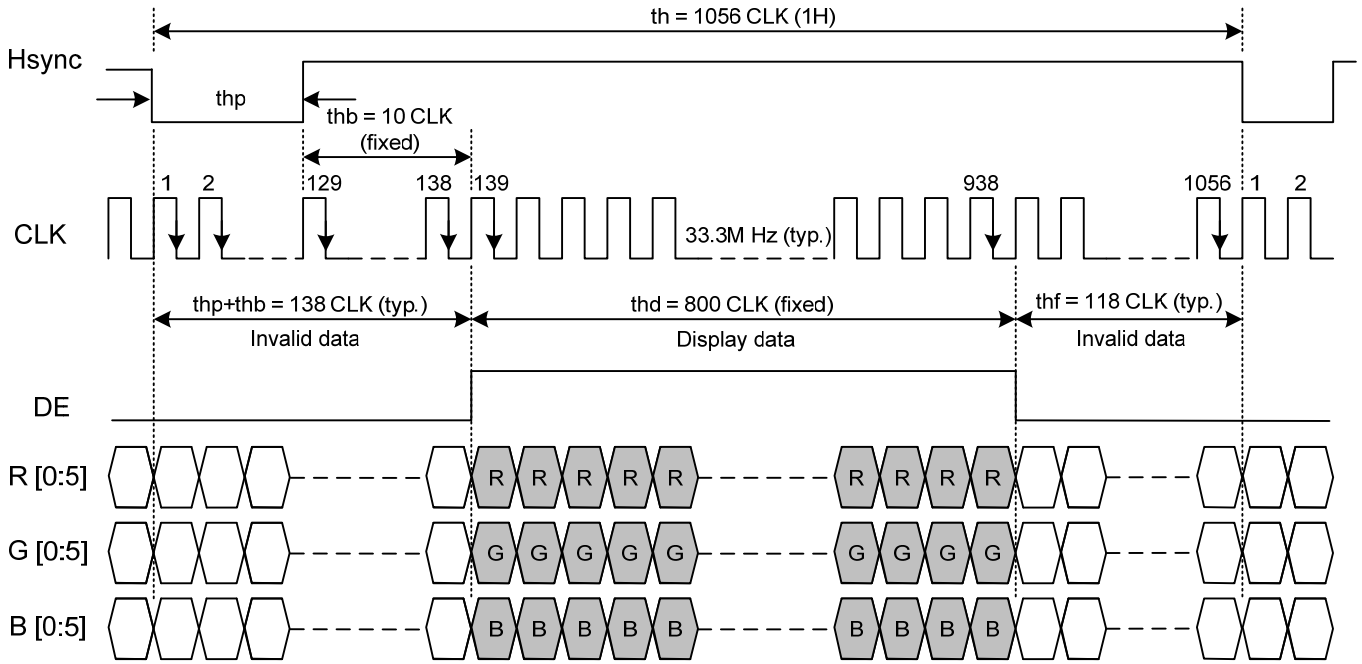 th = 1056 CLK (1H)
Hsync
thp
thb = 10 CLK
(fixed)
1 2 129 138 139 938 1056 1 2
CLK
33.3M Hz (typ.)
thp+thb = 138 CLK (typ.) thd = 800 CLK (fixed) thf = 118 CLK (typ.)
Invalid data Display data Invalid data
DE
R [0:5] R R R R R R R R R
G [0:5] G G G G G G G G G
B [0:5] B B B B B B B B B